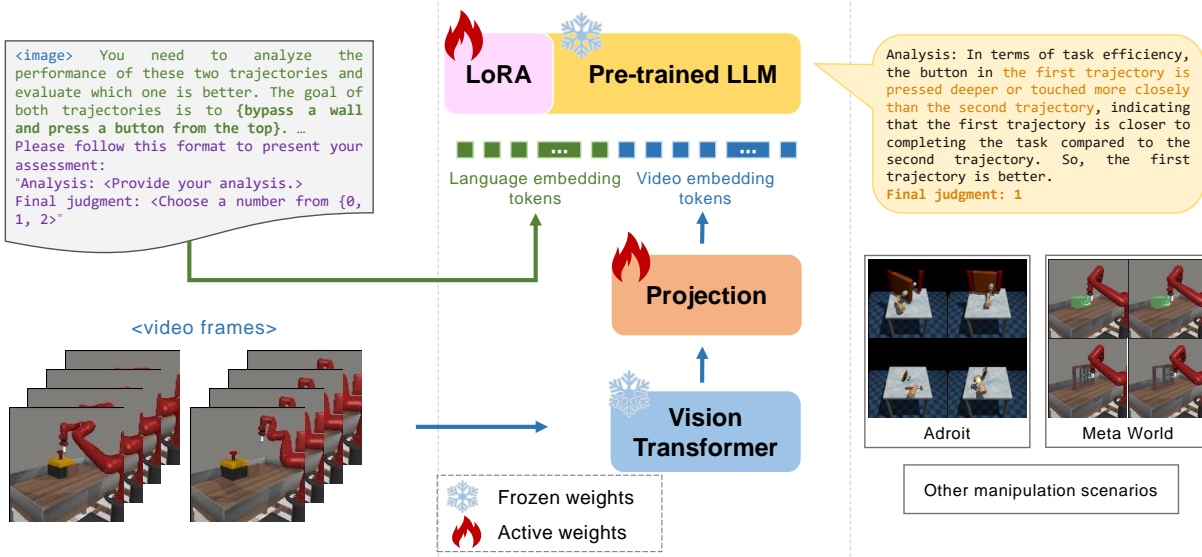 <image> You need to analyze the
performance of these two trajectories and
evaluate which one is better. The goal of
both trajectories is to {bypass a wall
and press a button from the top}. …
Please follow this format to present your
assessment:
"Analysis: <Provide your analysis.>
Final judgment: <Choose a number from {0,
1, 2>"
<video frames>
LoRA
Pre-trained LLM
...
...
Language embedding
tokens
Video embedding
tokens
Projection
Vision
Transformer
Frozen weights
Active weights
Analysis: In terms of task efficiency,
the button in the first trajectory is
pressed deeper or touched more closely
than the second trajectory, indicating
that the first trajectory is closer to
completing the task compared to the
second trajectory. So, the first
trajectory is better.
Final judgment: 1
Adroit
Meta World
Other manipulation scenarios